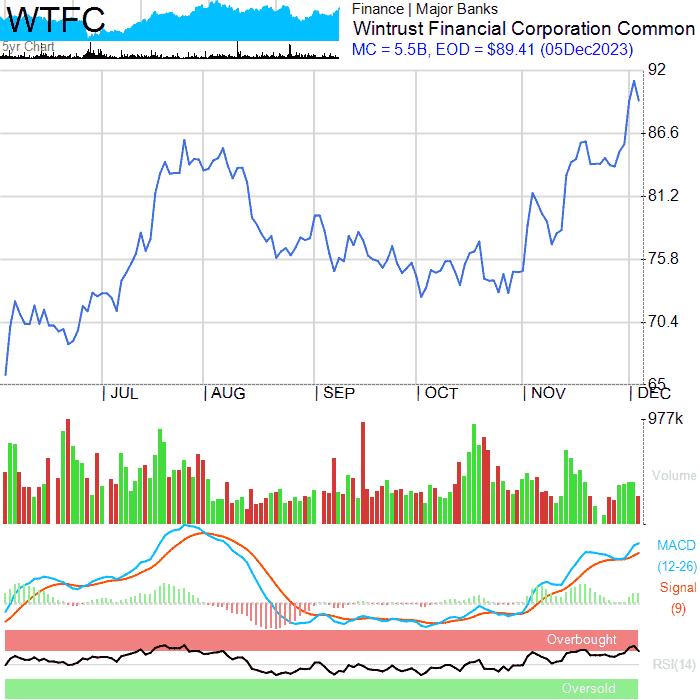 WTFC
5yr Chart
Finance | Major Banks
Wintrust Financial Corporation Common
MC = 5.5B, EOD = $89.41 (05Dec2023)
92
86.6
81.2
75.8
70.4
65
| JUL | AUG | SEP | OCT | NOV | DEC
977k
Volume
MACD
(12-26)
Signal
(9)
Overbought
RSI(14)
Oversold